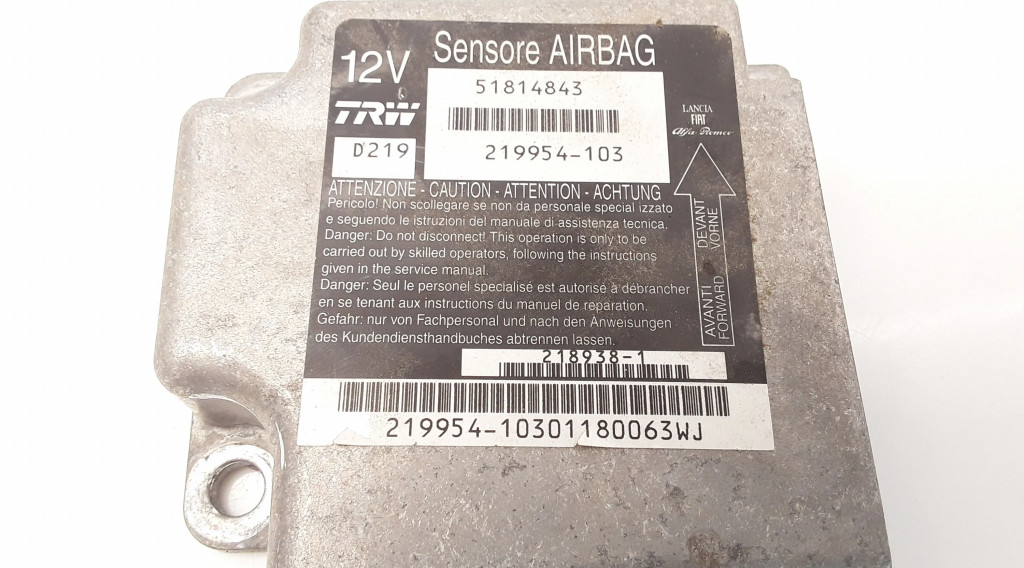 12V
Sensore AIRBAG
51814843
TRW
D219
219954-103
LANCIA
FIAT
Alfa Romeo
ATTENZIONE - CAUTION - ATTENTION - ACHTUNG
Pericolo! Non scollegare se non da personale special izzato
e seguendo le istruzioni del manuale di assistenza tecnica.
Danger: Do not disconnect! This operation is only to be
carried out by skilled operators, following the instructions
given in the service manual.
Danger: Seul le personel specialisé est autorisé a débrancher
en se tenant aux instructions du manuel de reparation.
Gefahr: nur von Fachpersonal und nach den Anweisungen
des Kundendiensthandbuches abtrennen lassen.
AVANTI DEVANT
FORWARD VORNE
218938-1
219954-10301180063WJ